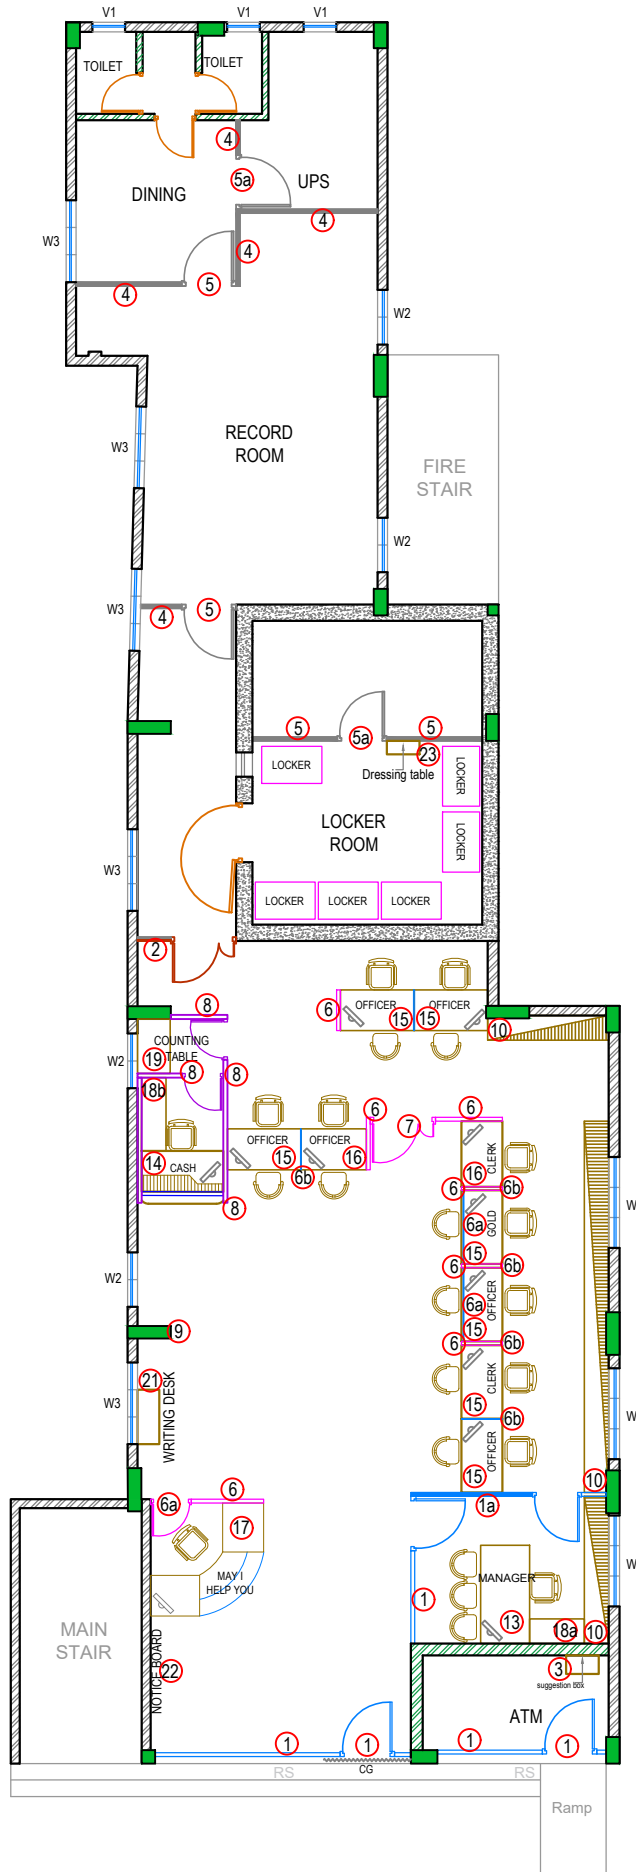 V1
V1
V1
TOILET
TOILET
4
5a
DINING
UPS
4
W3
4
4
5
W2
RECORD
ROOM
W3
FIRE
STAIR
W2
W3
4
5
5
5a
5
23
LOCKER
Dressing table
LOCKER
LOCKER
ROOM
LOCKER
W3
LOCKER
LOCKER
LOCKER
2
8
6
OFFICER
15
15
OFFICER
10
COUNTING
TABLE
W2
19
8
8
18b
14
CASH
8
OFFICER
OFFICER
15
6b
16
6
7
6
16
CLERK
6
6b
6a
GOLD
15
W
6
6b
6a
OFFICER
15
6
6b
CLERK
15
6b
OFFICER
15
W2
9
W3
21
WRITING DESK
W
10
1a
6a
6
17
MAY I
HELP YOU
MANAGER
W
1
13
18a
10
MAIN
STAIR
NOTICE BOARD
22
3
suggestion box
ATM
1
1
1
1
CG
RS
RS
Ramp